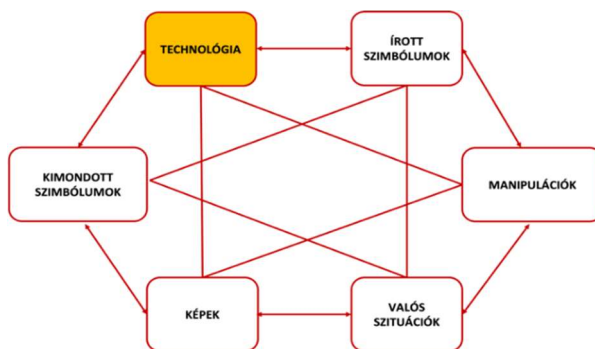 TECHNOLÓGIA
ÍROTT
SZIMBÓLUMOK
KIMONDOTT
SZIMBÓLUMOK
MANIPULÁCIÓK
KÉPEK
VALÓS
SZITUÁCIÓK